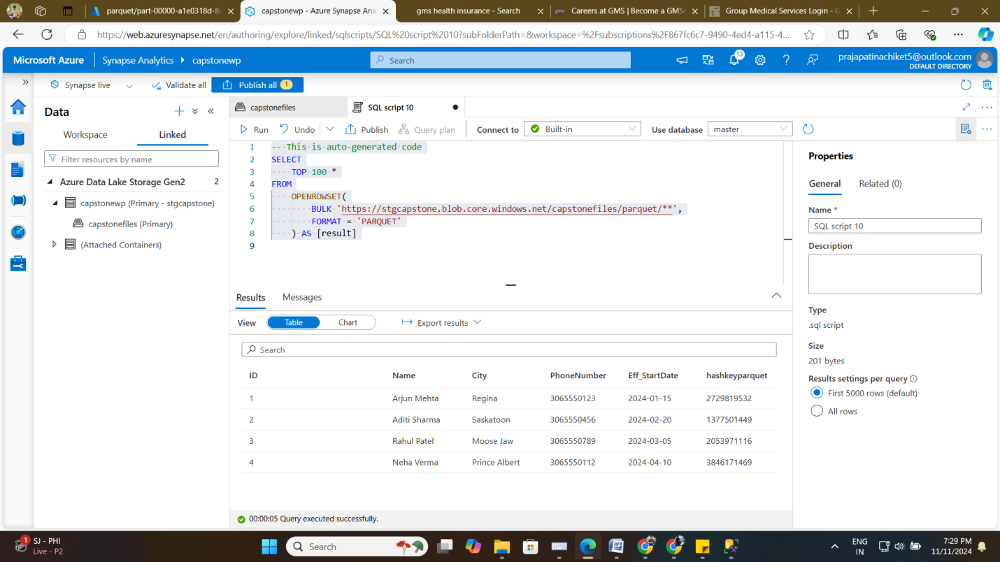 parquet/part-00000-a1e0318d-8a
capstonewp - Azure Synapse Ana
gms health insurance - Search
Careers at GMS | Become a GMS
Group Medical Services Login - G
https://web.azuresynapse.net/en/authoring/explore/linked/sqlscripts/SQL%20script%2010?subFolderPath=&workspace=%2Fsubscriptions%2F867fc6c7-9490-4ed4-a115-4...
Microsoft Azure
Synapse Analytics
capstonewp
Search
13
prajapatinachiket5@outlook.com
DEFAULT DIRECTORY
Synapse live
Validate all
Publish all 1
Data
Workspace
Linked
Filter resources by name
Azure Data Lake Storage Gen2 2
capstonewp (Primary - stgcapstone)
capstonefiles (Primary)
(Attached Containers)
capstonefiles
SQL script 10
Run
Undo
Publish
Query plan
Connect to
Built-in
Use database
master
1 -- This is auto-generated code
2 SELECT
3 TOP 100 *
4 FROM
5 OPENROWSET(
6 BULK 'https://stgcapstone.blob.core.windows.net/capstonefiles/parquet/**',
7 FORMAT = 'PARQUET'
8 ) AS [result]
9
Results
Messages
View
Table
Chart
Export results
Search
ID Name City PhoneNumber Eff_StartDate hashkeyparquet
1 Arjun Mehta Regina 3065550123 2024-01-15 2729819532
2 Aditi Sharma Saskatoon 3065550456 2024-02-20 1377501449
3 Rahul Patel Moose Jaw 3065550789 2024-03-05 2053971116
4 Neha Verma Prince Albert 3065550112 2024-04-10 3846171469
00:00:05 Query executed successfully.
Properties
General
Related (0)
Name *
SQL script 10
Description
Type
.sql script
Size
201 bytes
Results settings per query
First 5000 rows (default)
All rows
1
SJ - PHI
Live - P2
Search
ENG
IN
7:29 PM
11/11/2024